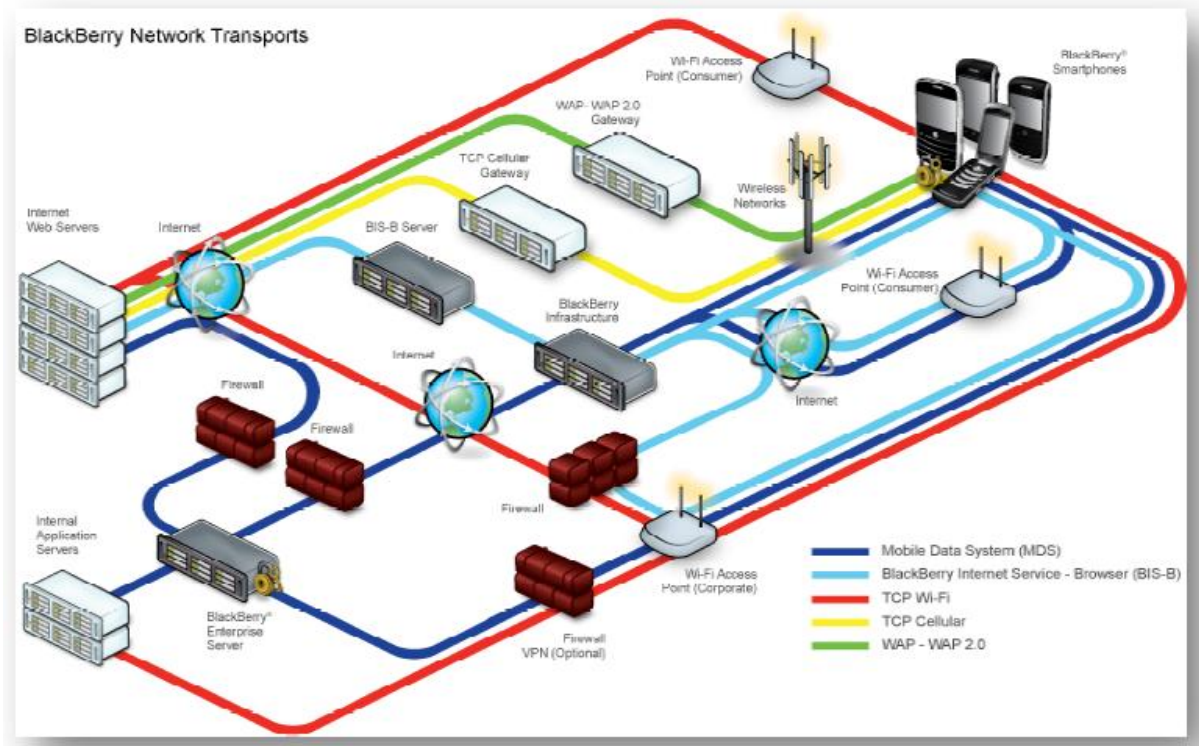 BlackBerry Network Transports
Wi-Fi Access
Point (Consumer)
BlackBerry®
Smartphones
WAP- WAP 2.0
Gateway
TCP Cellular
Gateway
Wireless
Networks
Internet
Web Servers
Internet
BIS-B Server
Wi-Fi Access
Point (Consumer)
BlackBerry
Infrastructure
Internet
Internet
Firewall
Firewall
Firewall
Internal
Application
Servers
Wi-Fi Access
Point (Corporate)
BlackBerry®
Enterprise
Server
Firewall
VPN (Optional)
Mobile Data System (MDS)
BlackBerry Internet Service - Browser (BIS-B)
TCP Wi-Fi
TCP Cellular
WAP - WAP 2.0